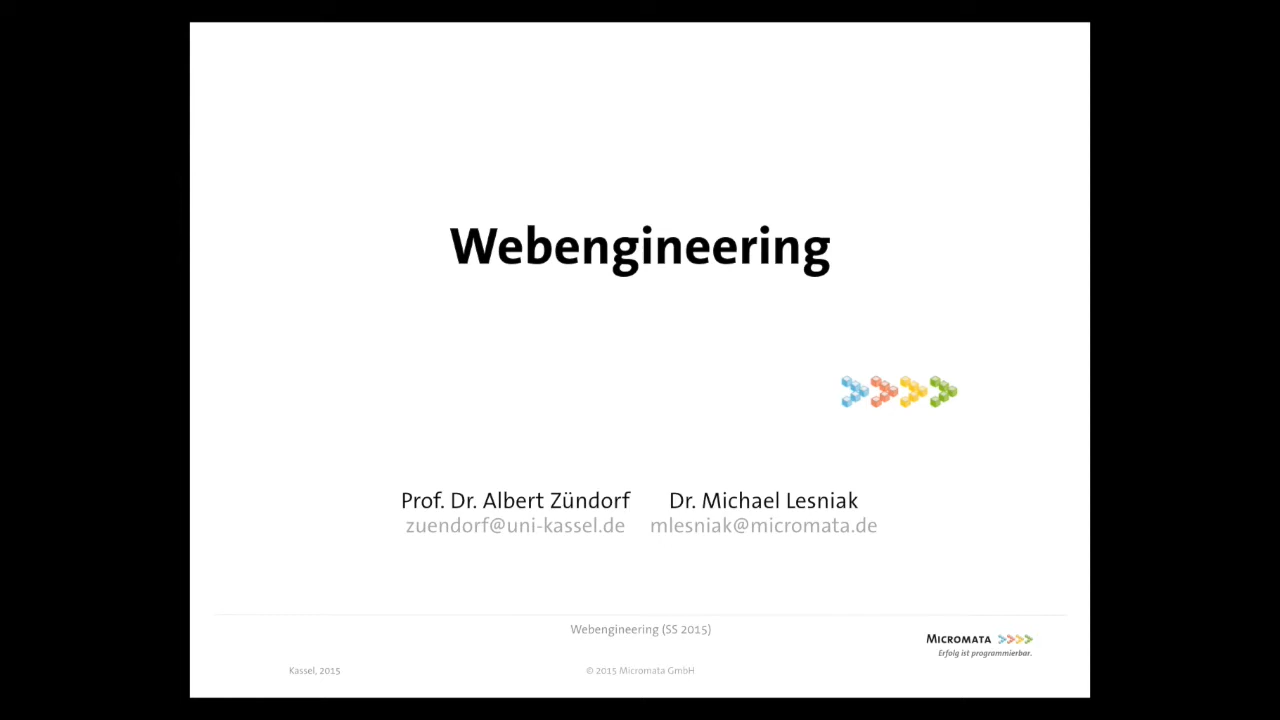 Webengineering
Prof. Dr. Albert Zündorf Dr. Michael Lesniak
zuendorf@uni-kassel.de mlesniak@micromata.de
Webengineering (SS 2015)
MICROMATA
Erfolg ist programmierbar.
Kassel, 2015 © 2015 Micromata GmbH